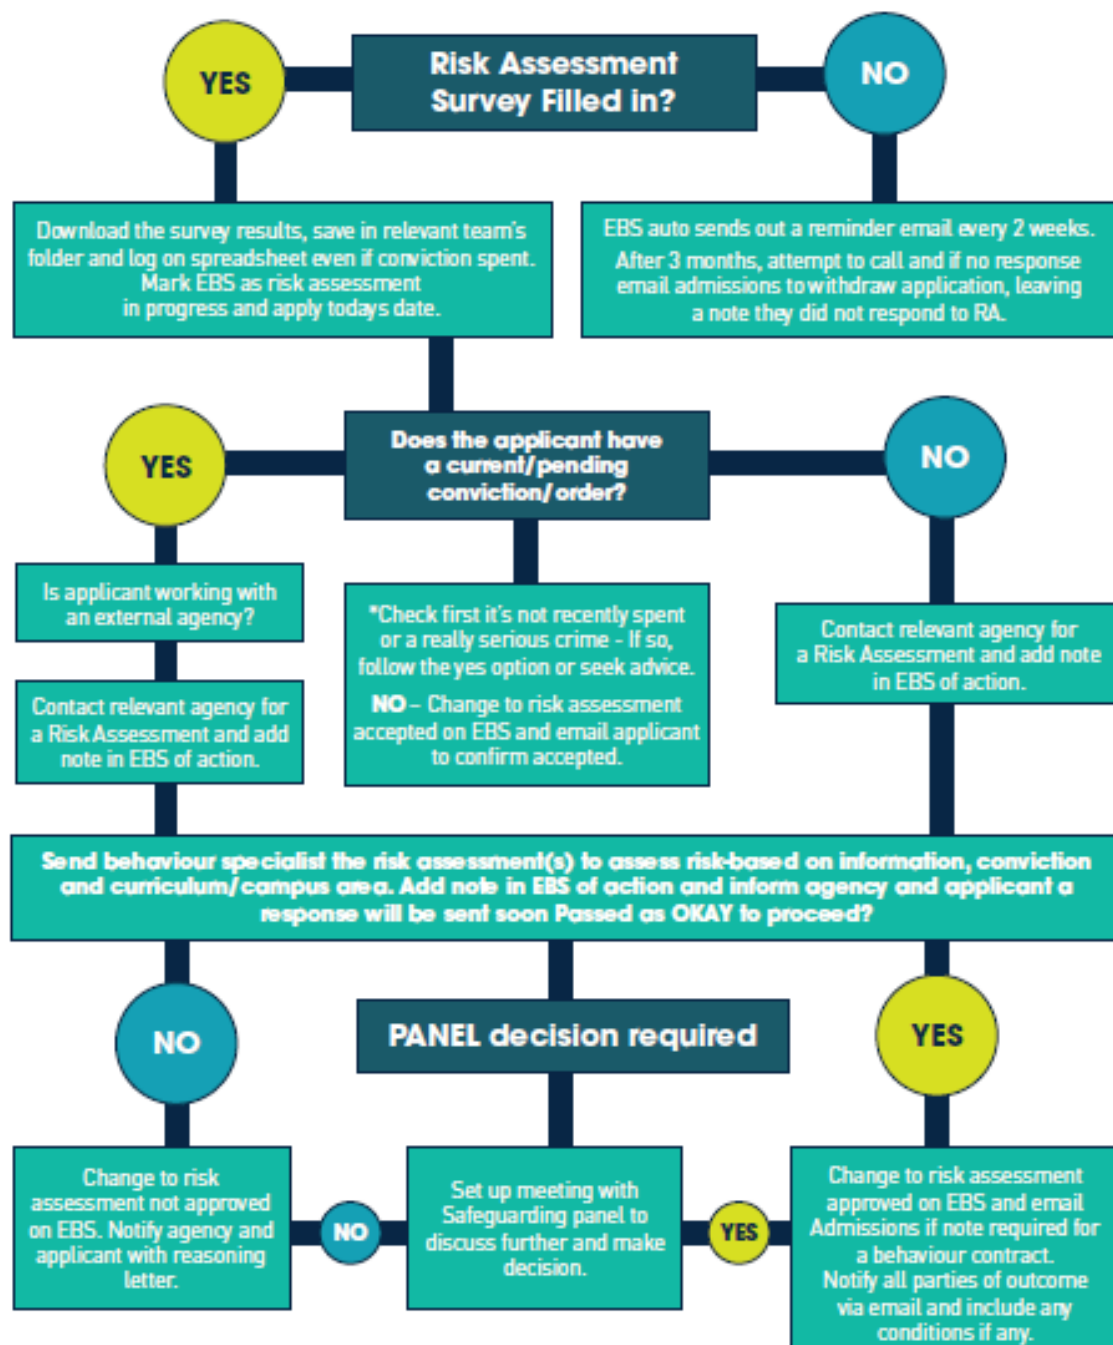 YES
Risk Assessment
Survey Filled in?
NO
Download the survey results, save in relevant team's
folder and log on spreadsheet even if conviction spent.
Mark EBS as risk assessment
in progress and apply todays date.
EBS auto sends out a reminder email every 2 weeks.
After 3 months, attempt to call and if no response
email admissions to withdraw application, leaving
a note they did not respond to RA.
YES
Does the applicant have
a current/pending
conviction/order?
NO
Is applicant working with
an external agency?
Contact relevant agency for
a Risk Assessment and add
note in EBS of action.
*Check first it's not recently spent
or a really serious crime - If so,
follow the yes option or seek advice.
NO – Change to risk assessment
accepted on EBS and email applicant
to confirm accepted.
Contact relevant agency for
a Risk Assessment and add note
in EBS of action.
Send behaviour specialist the risk assessment(s) to assess risk-based on information, conviction
and curriculum/campus area. Add note in EBS of action and inform agency and applicant a
response will be sent soon Passed as OKAY to proceed?
NO
PANEL decision required
YES
Change to risk
assessment not approved
on EBS. Notify agency and
applicant with reasoning
letter.
NO
Set up meeting with
Safeguarding panel to
discuss further and make
decision.
YES
Change to risk assessment
approved on EBS and email
Admissions if note required for
a behaviour contract.
Notify all parties of outcome
via email and include any
conditions if any.